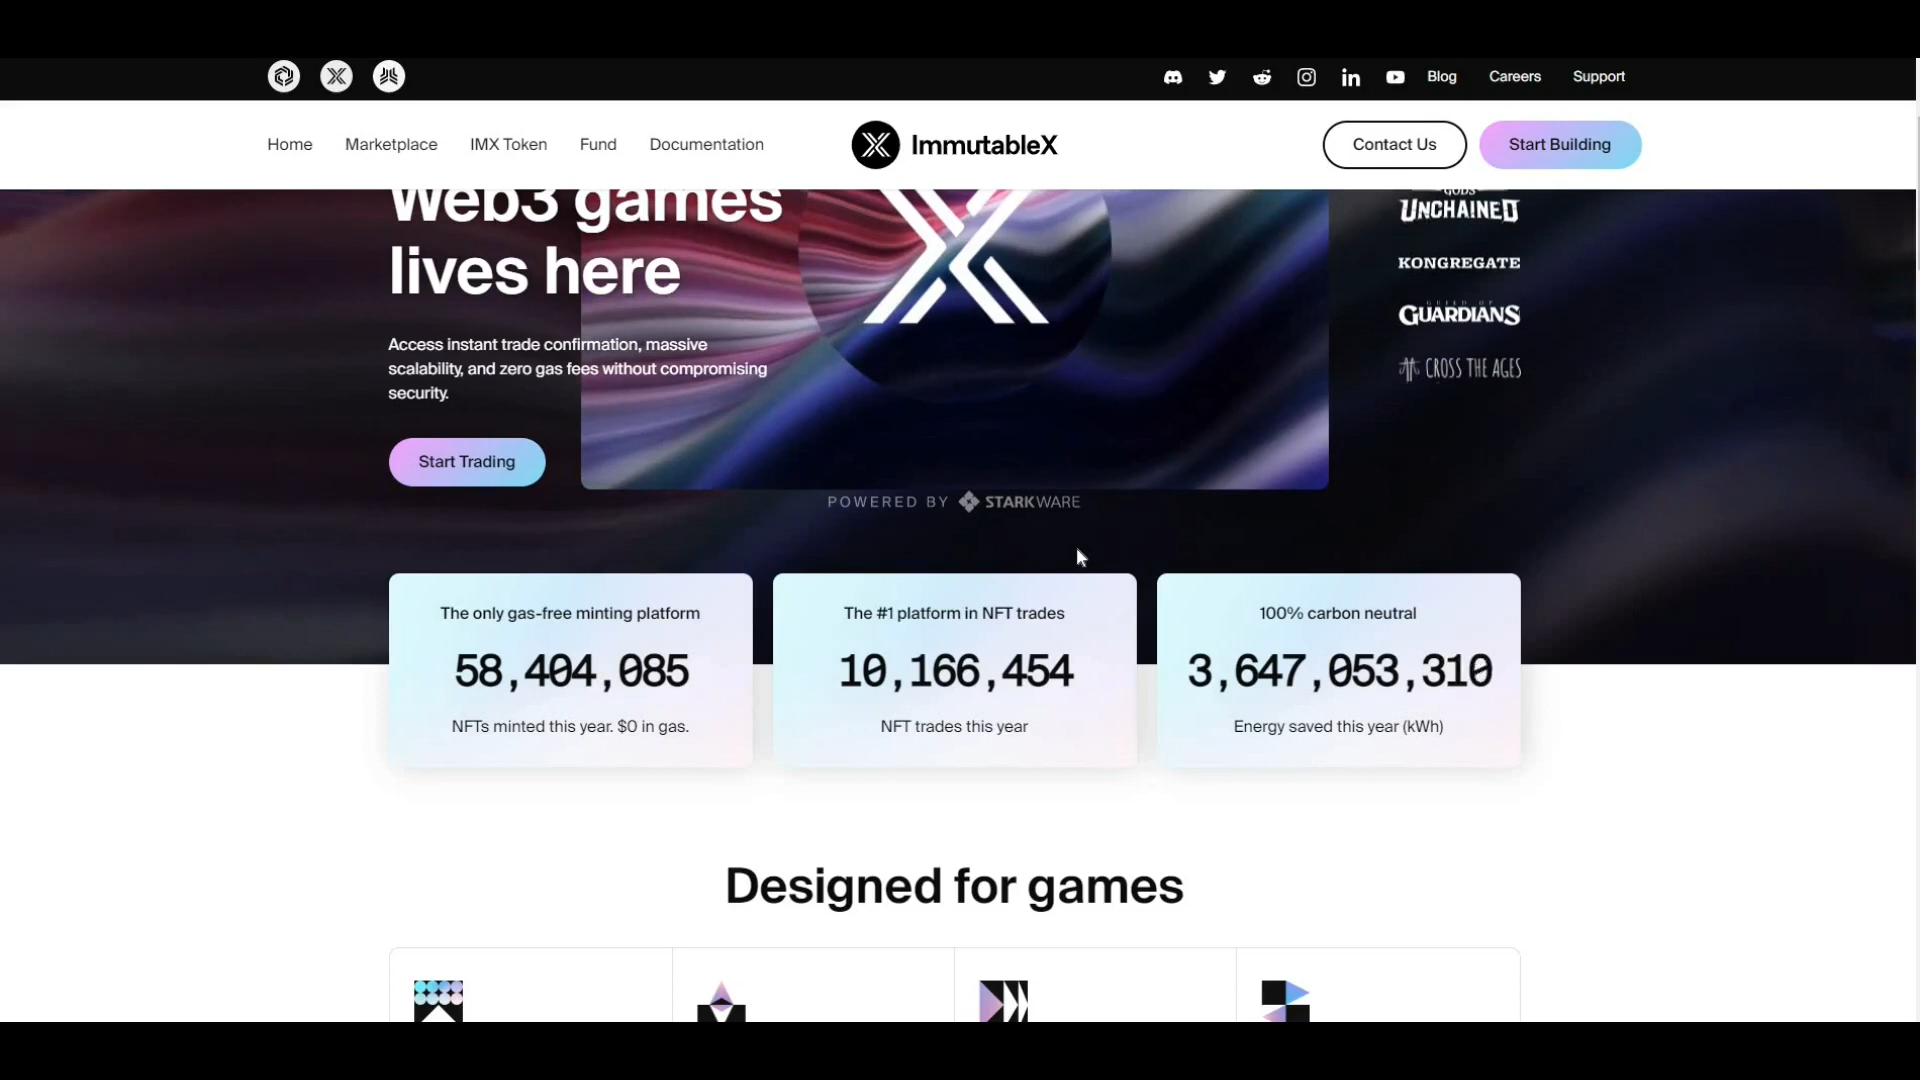 Blog Careers Support
Home Marketplace IMX Token Fund Documentation
ImmutableX
Contact Us Start Building
Web3 games
lives here
Access instant trade confirmation, massive
scalability, and zero gas fees without compromising
security.
Start Trading
GODS
UNCHAINED
KONGREGATE
GUILD OF
GUARDIANS
CROSS THE AGES
POWERED BY STARKWARE
The only gas-free minting platform
58,404,085
NFTs minted this year. $0 in gas.
The #1 platform in NFT trades
10,166,454
NFT trades this year
100% carbon neutral
3,647,053,310
Energy saved this year (kWh)
Designed for games